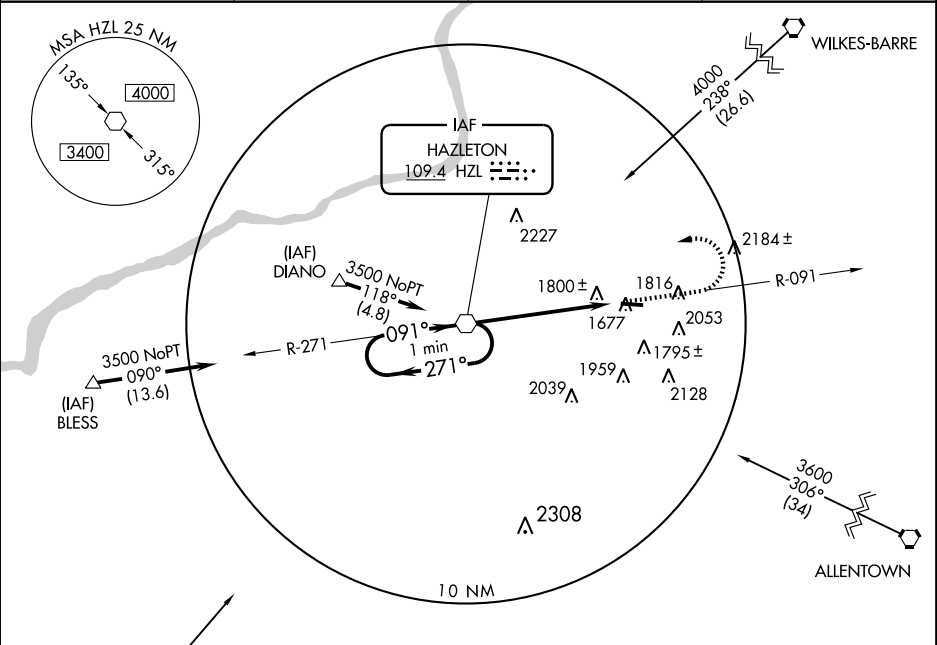 MSA HZL 25 NM
135°
4000
3400
315°
WILKES-BARRE
4000
238°
(26.6)
IAF
HAZLETON
109.4 HZL
2227
2184 ±
(IAF)
DIANO
3500 NoPT
118°
(4.8)
1800 ±
1816
R-091
1677
2053
091°
1 min
271°
R-271
1795 ±
3500 NoPT
090°
(13.6)
(IAF)
BLESS
1959
2128
2039
3600
306°
(34)
2308
ALLENTOWN
10 NM